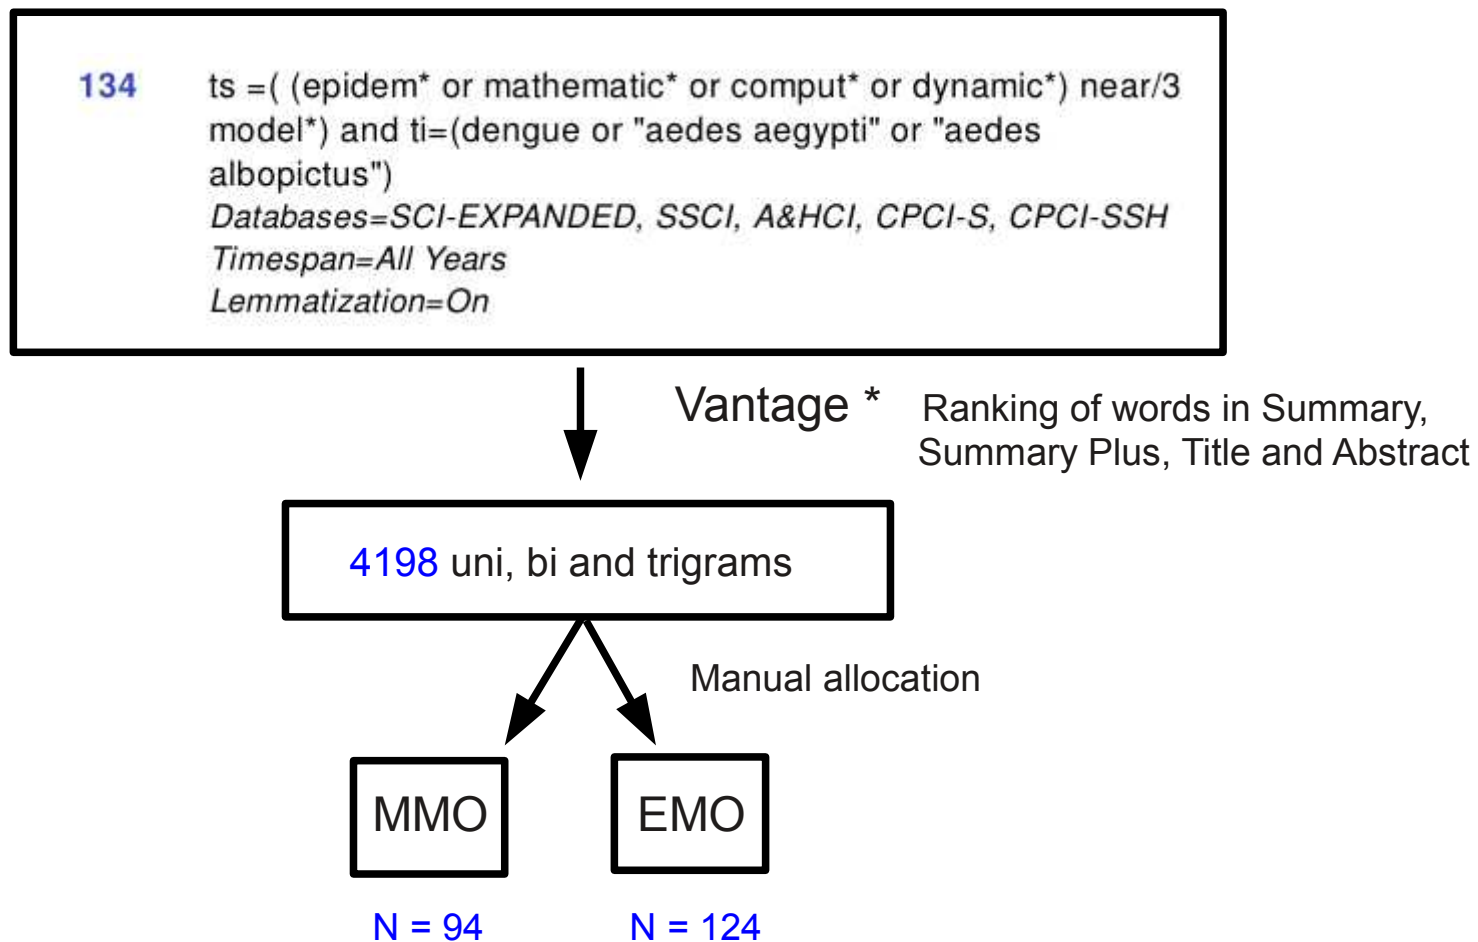 134 ts =( (epidem* or mathematic* or comput* or dynamic*) near/3
model*) and ti=(dengue or "aedes aegypti" or "aedes
albopictus")
Databases=SCI-EXPANDED, SSCI, A&HCI, CPCI-S, CPCI-SSH
Timespan=All Years
Lemmatization=On
Vantage * Ranking of words in Summary,
Summary Plus, Title and Abstract
4198 uni, bi and trigrams
Manual allocation
MMO EMO
N = 94 N = 124